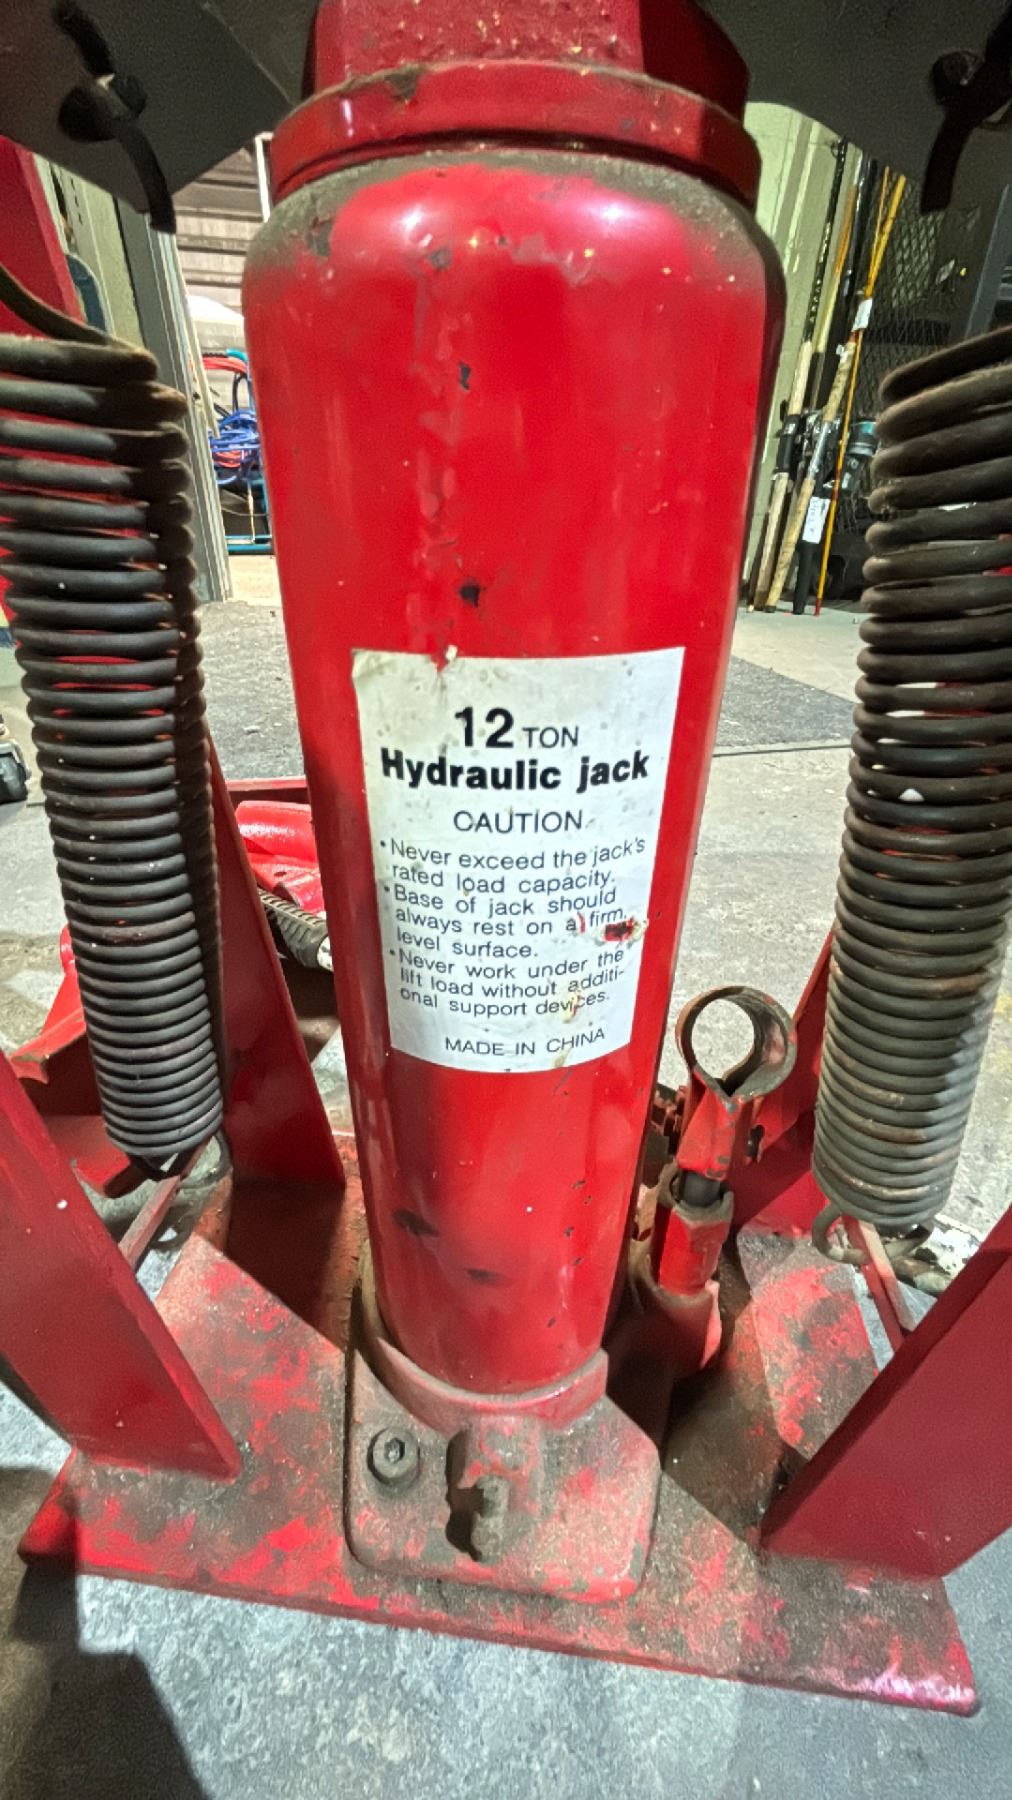 12 TON
Hydraulic jack
CAUTION
•Never exceed the jack's
rated load capacity.
•Base of jack should
always rest on a firm,
level surface.
•Never work under the
lift load without additi-
onal support devices.
MADE IN CHINA